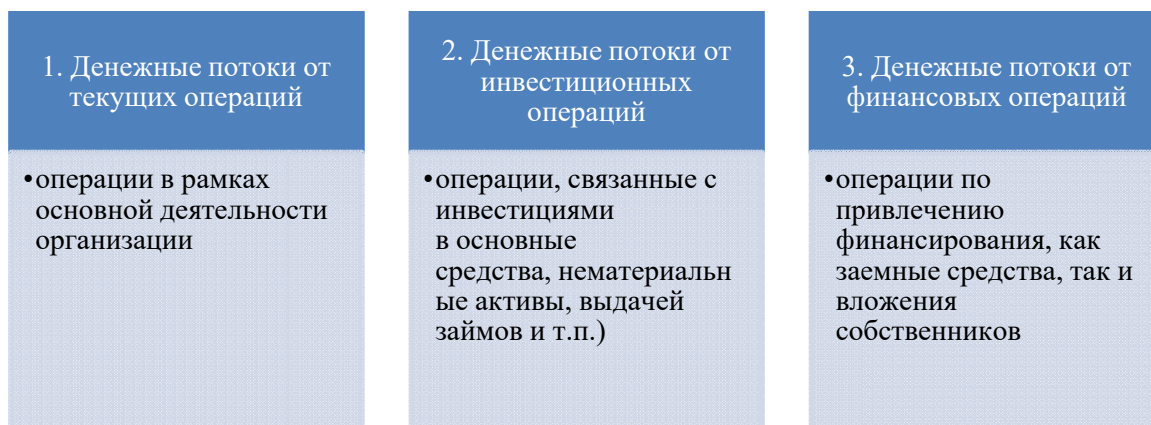 1. Денежные потоки от
текущих операций
•операции в рамках
основной деятельности
организации
2. Денежные потоки от
инвестиционных
операций
•операции, связанные с
инвестициями
в основные
средства, нематериальн
ые активы, выдачей
займов и т.п.)
3. Денежные потоки от
финансовых операций
•операции по
привлечению
финансирования, как
заемные средства, так и
вложения
собственников